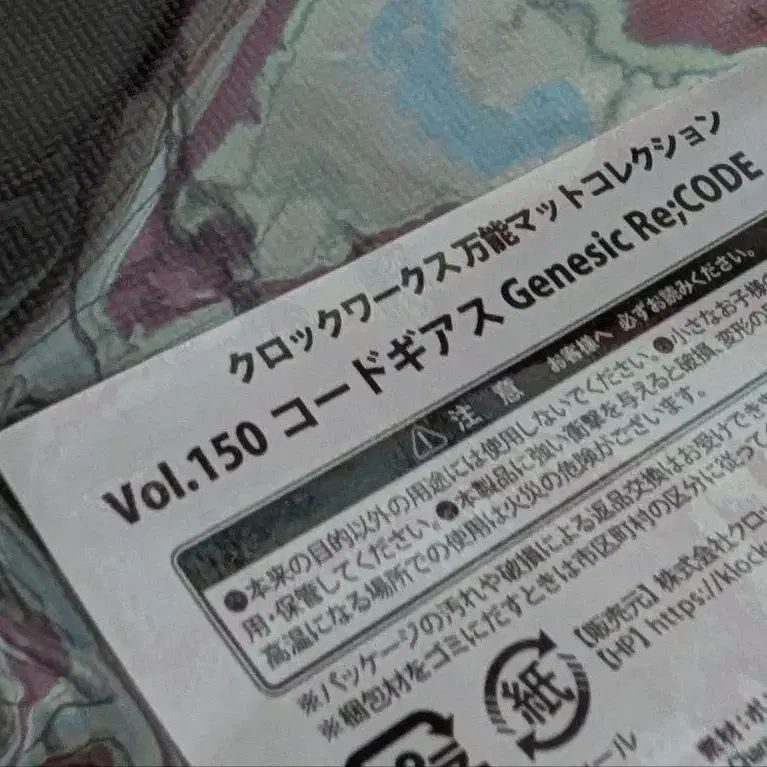 クロックワークス万能マットコレクション
Vol.150 コードギアス Genesic Re;CODE
注意 お客様へ 必ずお読みください。
●本来の目的以外の用途には使用しないでください。●小さなお子様の
用・保管してください。●本製品に強い衝撃を与えると破損、変形の
高温になる場所での使用は火災の危険がございます。
※パッケージの汚れや破損による返品交換はお受けできま
※梱包材をゴミにだすときは市区町村の区分に従って
【販売元】株式会社クロッ
【HP】https://klock
紙
プ
ール
素材:ポ